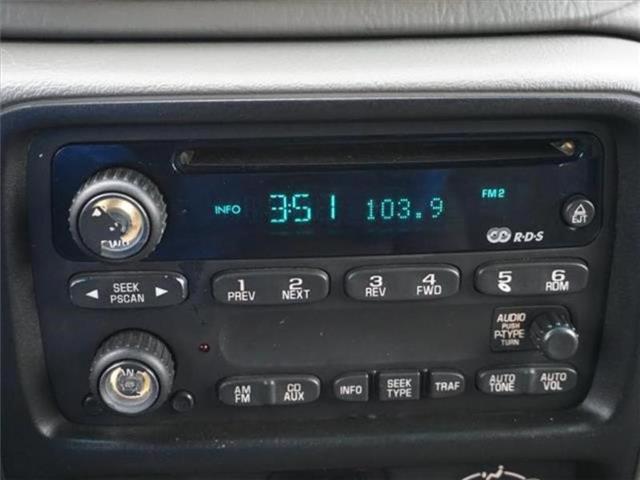 INFO 3:51 103.9 FM2
PWR
EJT
CD R·D·S
SEEK
PSCAN
1 PREV 2 NEXT
3 REV 4 FWD
5 6 RDM
AUDIO
PUSH
P-TYPE
TURN
AM FM
CD AUX
INFO
SEEK TYPE
TRAF
AUTO TONE
AUTO VOL